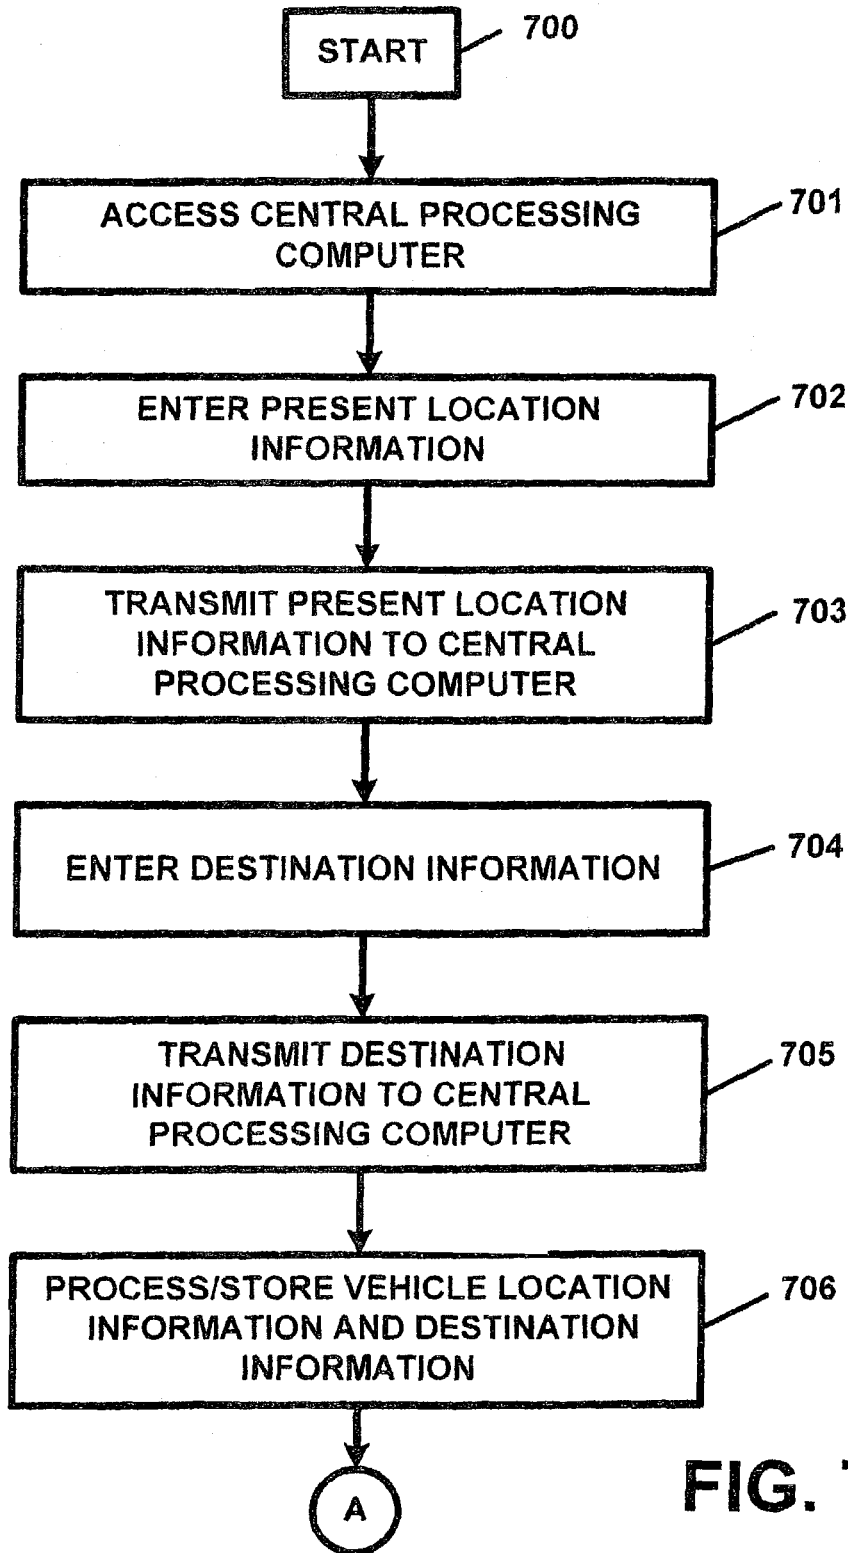 START
700
ACCESS CENTRAL PROCESSING
COMPUTER
701
ENTER PRESENT LOCATION
INFORMATION
702
TRANSMIT PRESENT LOCATION
INFORMATION TO CENTRAL
PROCESSING COMPUTER
703
ENTER DESTINATION INFORMATION
704
TRANSMIT DESTINATION
INFORMATION TO CENTRAL
PROCESSING COMPUTER
705
PROCESS/STORE VEHICLE LOCATION
INFORMATION AND DESTINATION
INFORMATION
706
A
FIG.